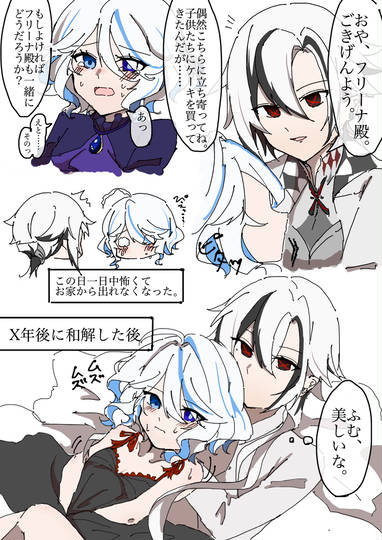 おや、フリーナ殿。
ごきげんよう。
偶然こちらに立ち寄ってね。
子供たちにケーキを買って
きたんだが……
もしよければ
フリーナ殿も一緒に
どうだろうか？
あっ
えと……
そのっ
この日一日中怖くて
お家から出れなくなった。
X年後に和解した後
ムズ
ムズ
ふむ、
美しいな。